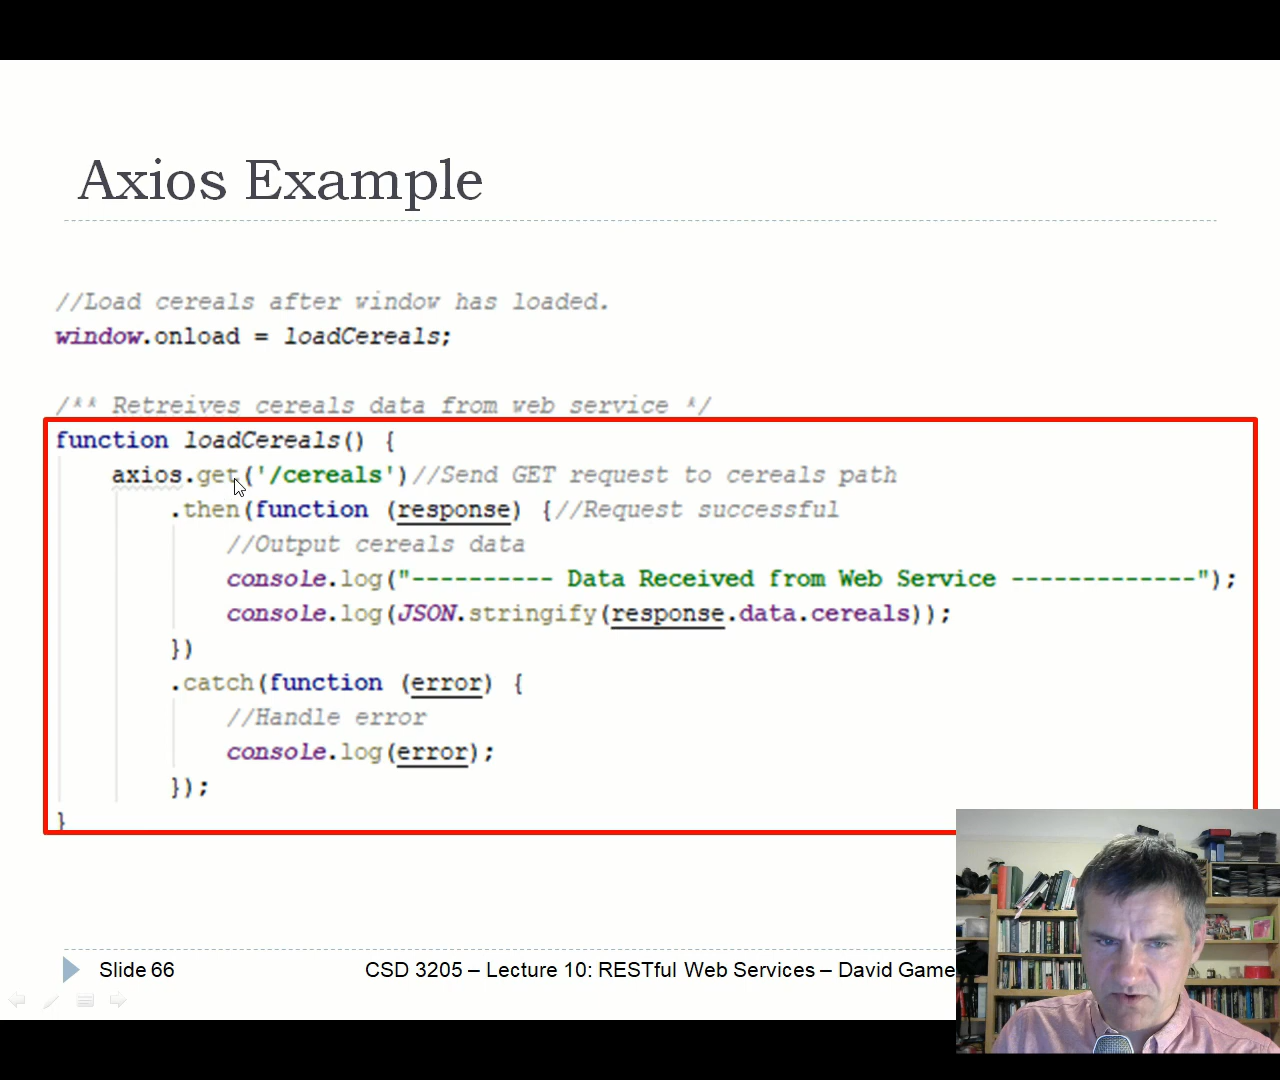 Axios Example
//Load cereals after window has loaded.
window.onload = loadCereals;
/** Retreives cereals data from web service */
function loadCereals() {
axios.get('/cereals')//Send GET request to cereals path
.then(function (response) {//Request successful
//Output cereals data
console.log("---------- Data Received from Web Service -------------");
console.log(JSON.stringify(response.data.cereals));
})
.catch(function (error) {
//Handle error
console.log(error);
});
}
Slide 66
CSD 3205 – Lecture 10: RESTful Web Services – David Game